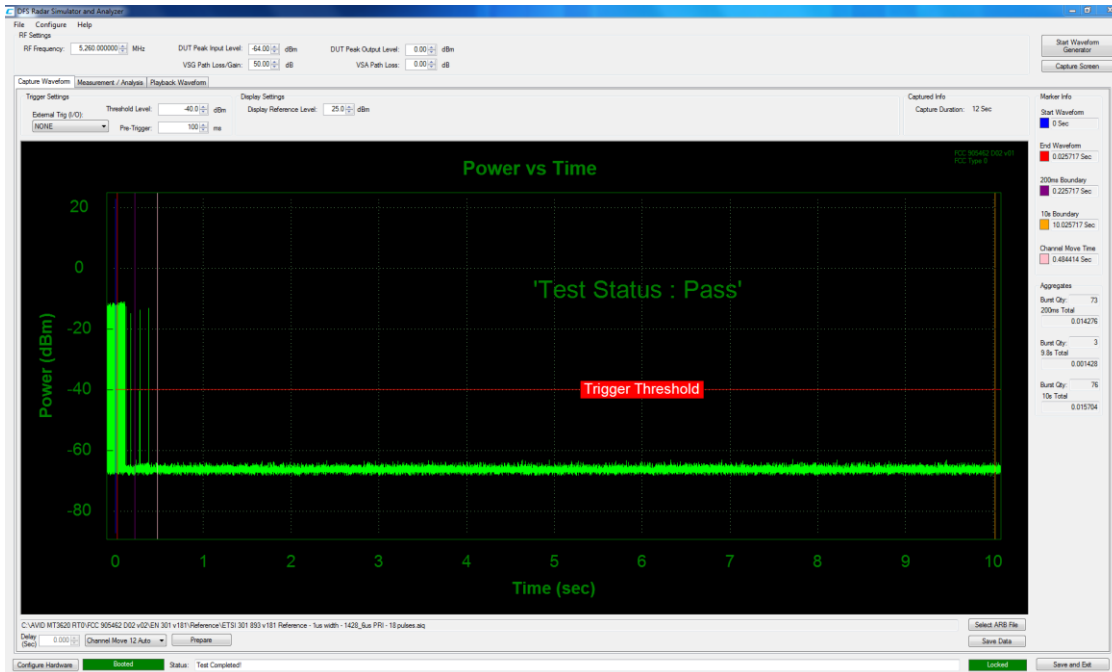 DFS Radar Simulator and Analyzer
File Configure Help
RF Settings
RF Frequency: 5,260.000000 MHz DUT Peak Input Level: -64.00 dBm DUT Peak Output Level: 0.00 dBm
VSG Path Loss/Gain: 50.00 dB VSA Path Loss: 0.00 dB
Start Waveform Generator
Capture Screen
Capture Waveform Measurement / Analysis Playback Waveform
Trigger Settings
External Trig (I/O):
NONE
Threshold Level: -40.0 dBm
Pre-Trigger: 100 ms
Display Settings
Display Reference Level: 25.0 dBm
Captured Info
Capture Duration: 12 Sec
Marker Info
Start Waveform
0 Sec
End Waveform
0.025717 Sec
200ms Boundary
0.225717 Sec
10s Boundary
10.025717 Sec
Channel Move Time
0.484414 Sec
Aggregates
Burst Qty: 73
200ms Total
0.014276
Burst Qty: 3
9.8s Total
0.001428
Burst Qty: 76
10s Total
0.015704
FCC 905462 D02 v01
FCC Type 0
Power vs Time
20
0
-20
-40
-60
-80
Power (dBm)
'Test Status : Pass'
Trigger Threshold
0 1 2 3 4 5 6 7 8 9 10
Time (sec)
C:\AVID MT3620 RT0\FCC 905462 D02 v02\EN 301 v181\Reference\ETSI 301 893 v181 Reference - 1us width - 1428_6us PRI - 18 pulses.aiq
Select ARB File
Delay (Sec) 0.000 Channel Move 12 Auto Prepare
Save Data
Configure Hardware Booted Status: Test Completed! Locked Save and Exit